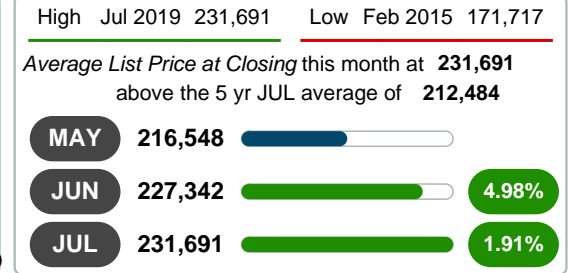 High Jul 2019 231,691 Low Feb 2015 171,717
Average List Price at Closing this month at 231,691
above the 5 yr JUL average of 212,484
MAY 216,548
JUN 227,342 4.98%
JUL 231,691 1.91%